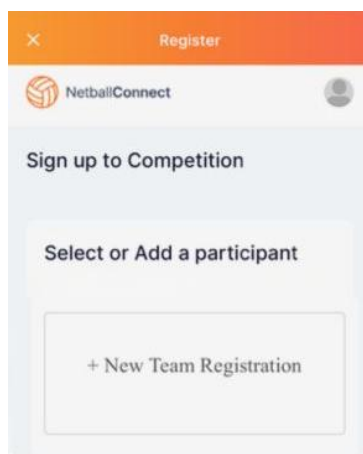 Register
NetballConnect
Sign up to Competition
Select or Add a participant
+ New Team Registration